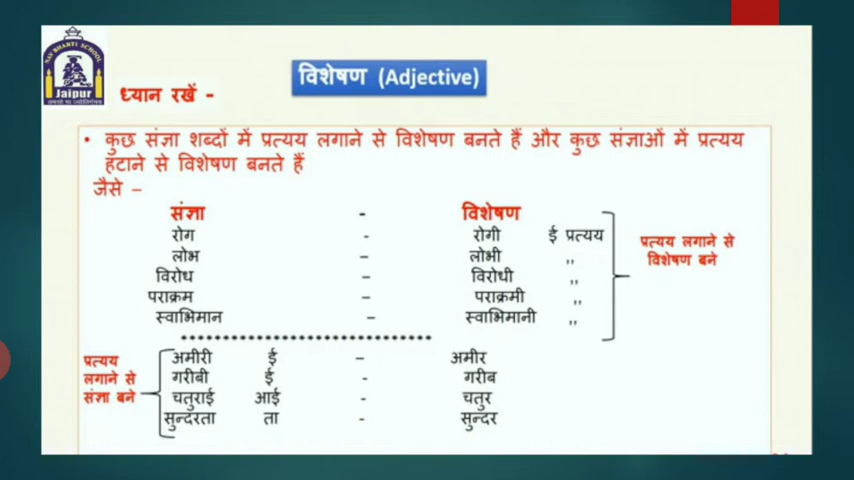 NAV BHARTI SCHOOL
Jaipur
विशेषण (Adjective)
ध्यान रखें -
• कुछ संज्ञा शब्दों में प्रत्यय लगाने से विशेषण बनते हैं और कुछ संज्ञाओं में प्रत्यय
हटाने से विशेषण बनते हैं
जैसे –
संज्ञा - विशेषण
रोग - रोगी ई प्रत्यय
लोभ – लोभी ,,
विरोध – विरोधी ,,
पराक्रम – पराक्रमी ,,
स्वाभिमान – स्वाभिमानी ,,
प्रत्यय लगाने से
विशेषण बने
अमीरी ई – अमीर
गरीबी ई - गरीब
चतुराई आई - चतुर
सुन्दरता ता - सुन्दर
प्रत्यय
लगाने से
संज्ञा बने